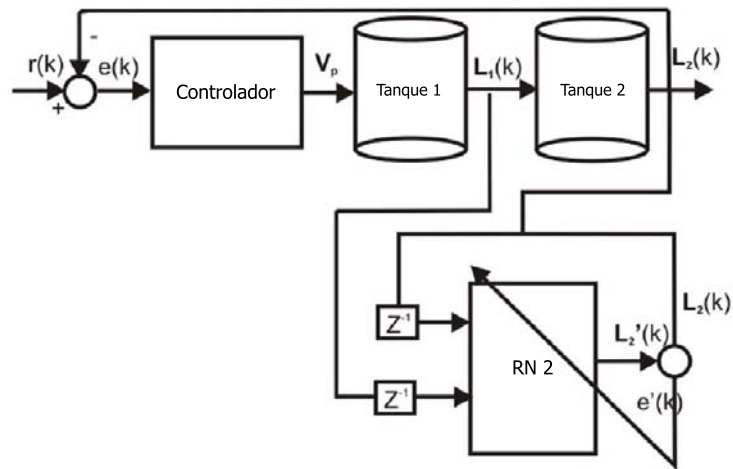 -
r(k)
e(k)
+
Controlador
Vₚ
Tanque 1
L₁(k)
Tanque 2
L₂(k)
Z⁻¹
Z⁻¹
RN 2
L₂'(k)
L₂(k)
e'(k)